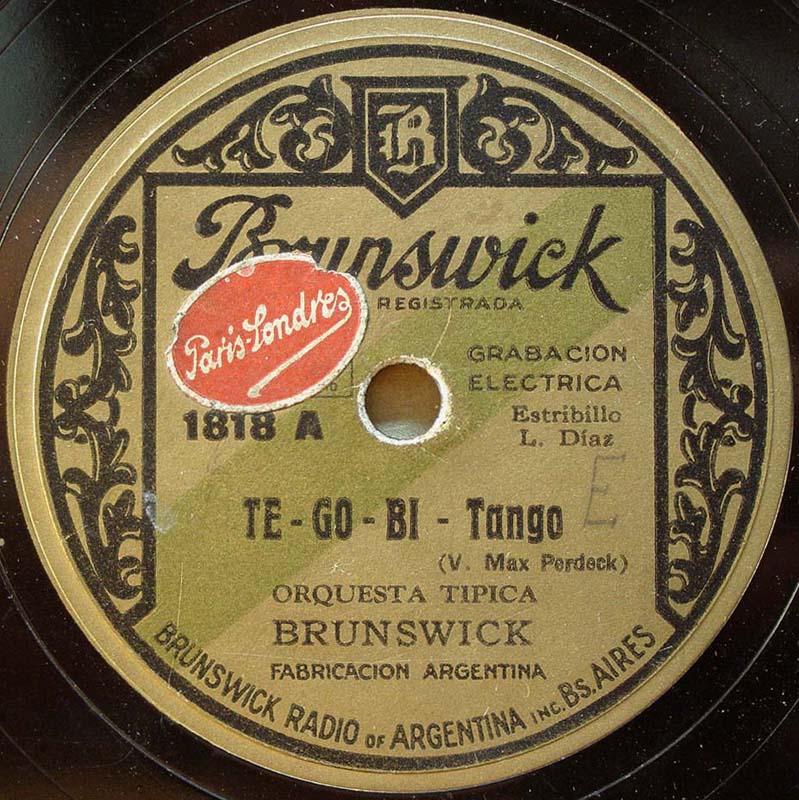 B
Brunswick
REGISTRADA
Paris-Londres
GRABACION
ELECTRICA
Estribillo
L. Díaz
1818 A
E
TE - GO - BI - Tango
(V. Max Perdeck)
ORQUESTA TIPICA
BRUNSWICK
FABRICACION ARGENTINA
BRUNSWICK RADIO OF ARGENTINA INC. BS. AIRES